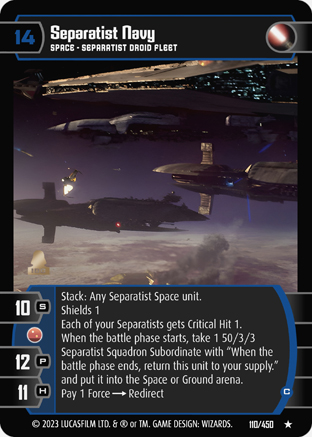 14 Separatist Navy
SPACE - SEPARATIST DROID FLEET
10 S
12 P
11 H
Stack: Any Separatist Space unit.
Shields 1
Each of your Separatists gets Critical Hit 1.
When the battle phase starts, take 1 50/3/3
Separatist Squadron Subordinate with "When the
battle phase ends, return this unit to your supply."
and put it into the Space or Ground arena.
Pay 1 Force → Redirect
C
© 2023 LUCASFILM LTD. & ® or TM. GAME DESIGN: WIZARDS. 110/450 ★